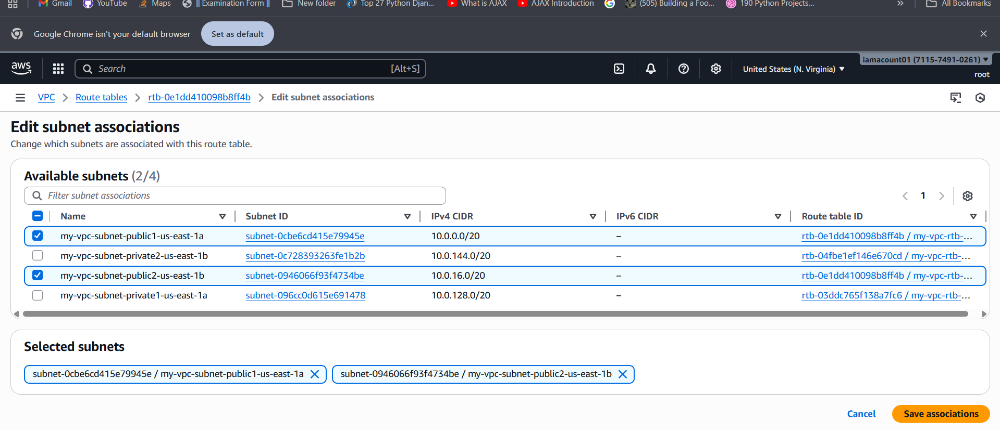 Gmail YouTube Maps || Examination Form || New folder Top 27 Python Djan... What is AJAX AJAX Introduction (505) Building a Foo... 190 Python Projects... » All Bookmarks
Google Chrome isn't your default browser Set as default
aws Search [Alt+S] United States (N. Virginia) iamacount01 (7115-7491-0261)
root
VPC Route tables rtb-0e1dd410098b8ff4b Edit subnet associations
Edit subnet associations
Change which subnets are associated with this route table.
Available subnets (2/4)
Filter subnet associations 1
Name Subnet ID IPv4 CIDR IPv6 CIDR Route table ID
my-vpc-subnet-public1-us-east-1a subnet-0cbe6cd415e79945e 10.0.0.0/20 – rtb-0e1dd410098b8ff4b / my-vpc-rtb-...
my-vpc-subnet-private2-us-east-1b subnet-0c728393263fe1b2b 10.0.144.0/20 – rtb-04fbe1ef146e670cd / my-vpc-rtb-...
my-vpc-subnet-public2-us-east-1b subnet-0946066f93f4734be 10.0.16.0/20 – rtb-0e1dd410098b8ff4b / my-vpc-rtb-...
my-vpc-subnet-private1-us-east-1a subnet-096cc0d615e691478 10.0.128.0/20 – rtb-03ddc765f138a7fc6 / my-vpc-rtb-...
Selected subnets
subnet-0cbe6cd415e79945e / my-vpc-subnet-public1-us-east-1a subnet-0946066f93f4734be / my-vpc-subnet-public2-us-east-1b
Cancel Save associations